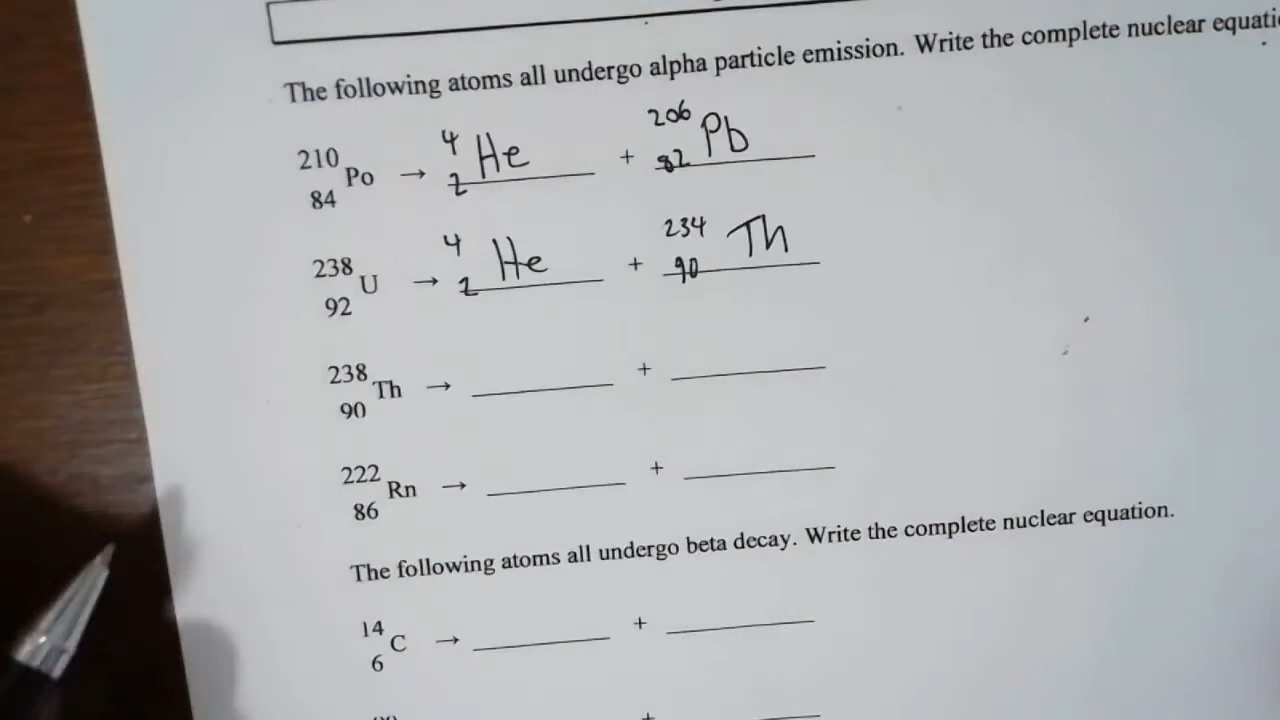 The following atoms all undergo alpha particle emission. Write the complete nuclear
210 84 Po → 4 2 He + 206 82 Pb
238 92 U → 4 2 He + 234 90 Th
238 90 Th → +
222 86 Rn → +
The following atoms all undergo beta decay. Write the complete nuclear equation.
14 6 C → +
+